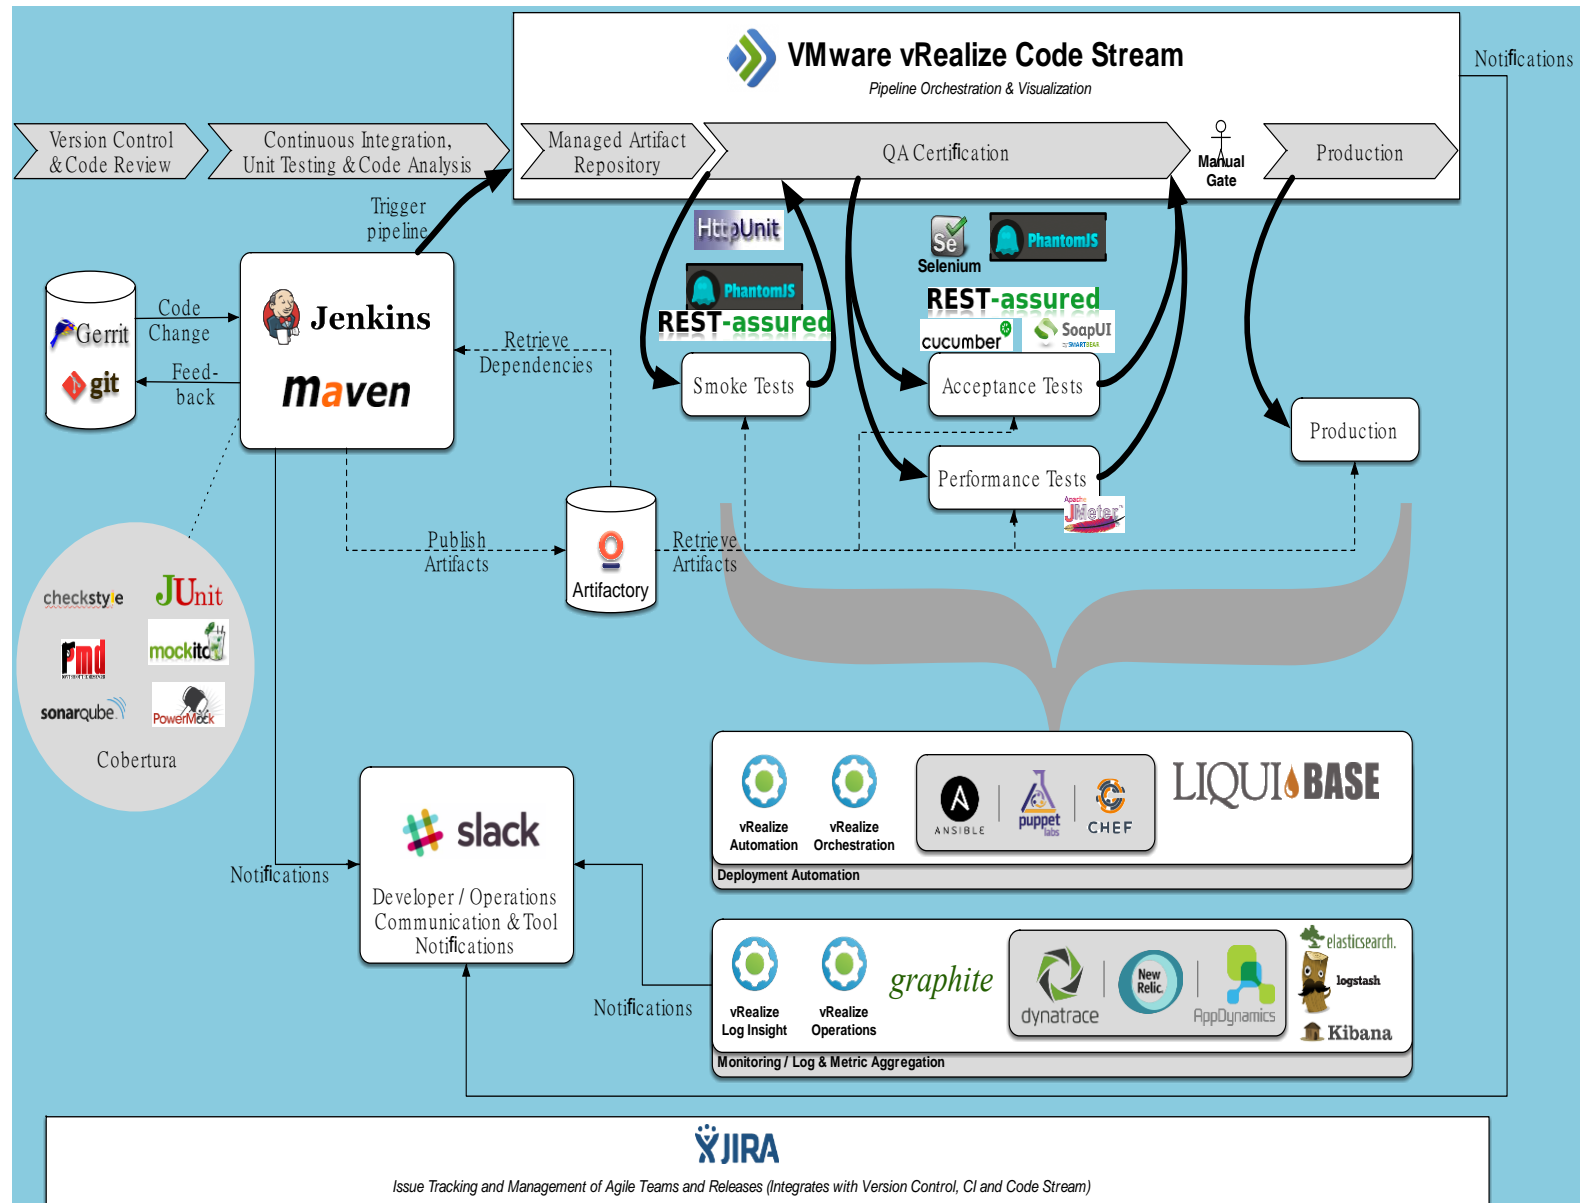 VMware vRealize Code Stream
Pipeline Orchestration & Visualization
Notifications
Version Control
& Code Review
Continuous Integration,
Unit Testing & Code Analysis
Managed Artifact
Repository
QA Certification
Manual
Gate
Production
Trigger
pipeline
HttpUnit
PhantomJS
REST-assured
Se
Selenium
PhantomJS
REST-assured
cucumber
SoapUI
by SMARTBEAR
Gerrit
git
Code
Change
Feed-
back
Jenkins
maven
Retrieve
Dependencies
Smoke Tests
Acceptance Tests
Performance Tests
Apache
JMeter
Production
Publish
Artifacts
Artifactory
Retrieve
Artifacts
checkstyle
JUnit
pmd
mockito
sonarqube
PowerMock
Cobertura
slack
Developer / Operations
Communication & Tool
Notifications
Notifications
Notifications
vRealize
Automation
vRealize
Orchestration
ANSIBLE
puppet
labs
CHEF
LIQUIBASE
Deployment Automation
vRealize
Log Insight
vRealize
Operations
graphite
dynatrace
New
Relic.
AppDynamics
elasticsearch.
logstash
Kibana
Monitoring / Log & Metric Aggregation
JIRA
Issue Tracking and Management of Agile Teams and Releases (Integrates with Version Control, CI and Code Stream)